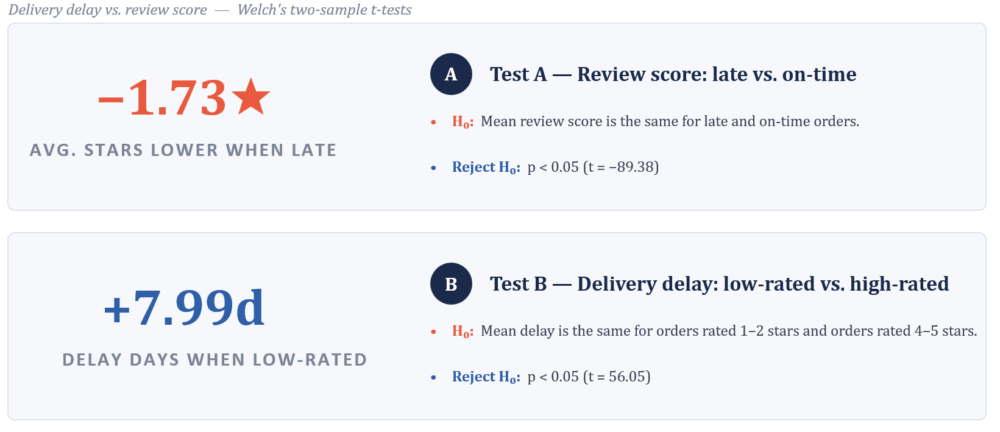 Delivery delay vs. review score — Welch's two-sample t-tests
−1.73★
AVG. STARS LOWER WHEN LATE
A
Test A — Review score: late vs. on-time
• H₀: Mean review score is the same for late and on-time orders.
• Reject H₀: p < 0.05 (t = −89.38)
+7.99d
DELAY DAYS WHEN LOW-RATED
B
Test B — Delivery delay: low-rated vs. high-rated
• H₀: Mean delay is the same for orders rated 1–2 stars and orders rated 4–5 stars.
• Reject H₀: p < 0.05 (t = 56.05)